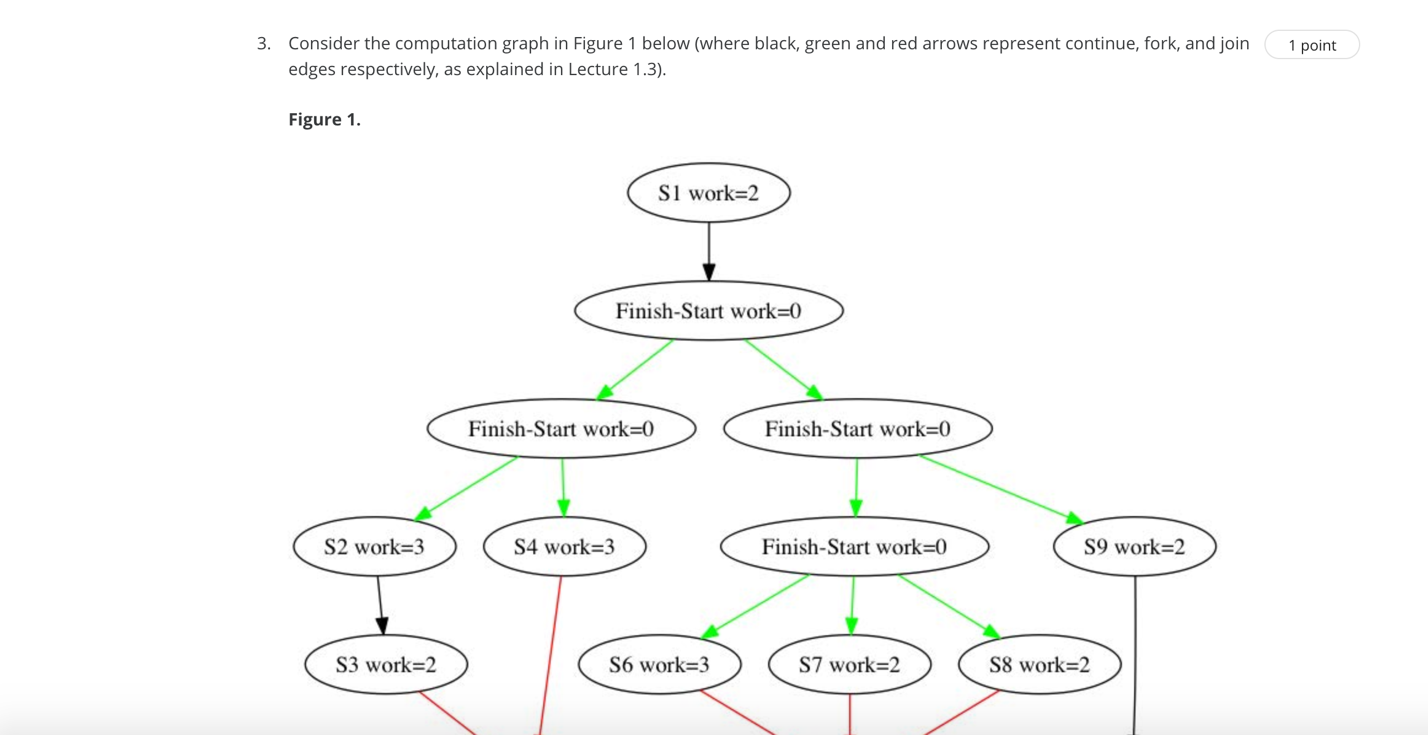 3. Consider the computation graph in Figure 1 below (where black, green and red arrows represent continue, fork, and join
1 point
edges respectively, as explained in Lecture 1.3).
Figure 1.
S1 work=2
Finish-Start work=0
Finish-Start work=0 Finish-Start work=0
S2 work=3 S4 work=3 Finish-Start work=0 S9 work=2
S3 work=2 S6 work=3 S7 work=2 S8 work=2